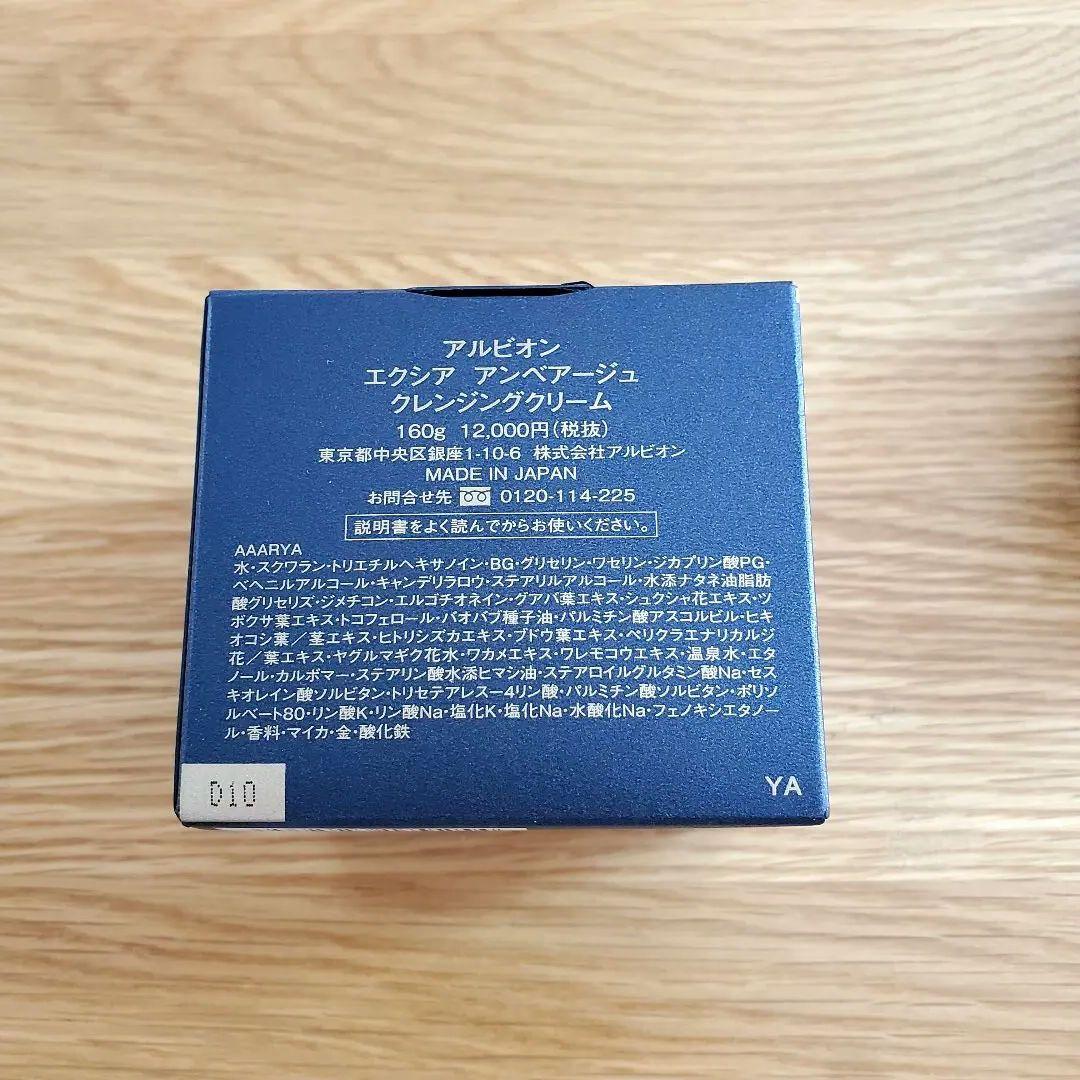 アルビオン
エクシア アンベアージュ
クレンジングクリーム
160g 12,000円(税抜)
東京都中央区銀座1-10-6 株式会社アルビオン
MADE IN JAPAN
お問合せ先 0120-114-225
説明書をよく読んでからお使いください。
AAARYA
水・スクワラン・トリエチルヘキサノイン・BG・グリセリン・ワセリン・ジカプリン酸PG・
ベヘニルアルコール・キャンデリラロウ・ステアリルアルコール・水添ナタネ油脂肪
酸グリセリズ・ジメチコン・エルゴチオネイン・グアバ葉エキス・シュクシャ花エキス・ツ
ボクサ葉エキス・トコフェロール・バオバブ種子油・パルミチン酸アスコルビル・ヒキ
オコシ葉/茎エキス・ヒトリシズカエキス・ブドウ葉エキス・ペリクラエナリカルジ
花/葉エキス・ヤグルマギク花水・ワカメエキス・ワレモコウエキス・温泉水・エタ
ノール・カルボマー・ステアリン酸水添ヒマシ油・ステアロイルグルタミン酸Na・セス
キオレイン酸ソルビタン・トリセテアレス-4リン酸・パルミチン酸ソルビタン・ポリソ
ルベート80・リン酸K・リン酸Na・塩化K・塩化Na・水酸化Na・フェノキシエタノー
ル・香料・マイカ・金・酸化鉄
D10
YA